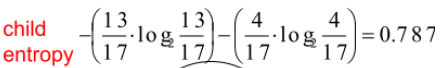 child entropy
−(13/17 · log₂ 13/17) − (4/17 · log₂ 4/17) = 0.787